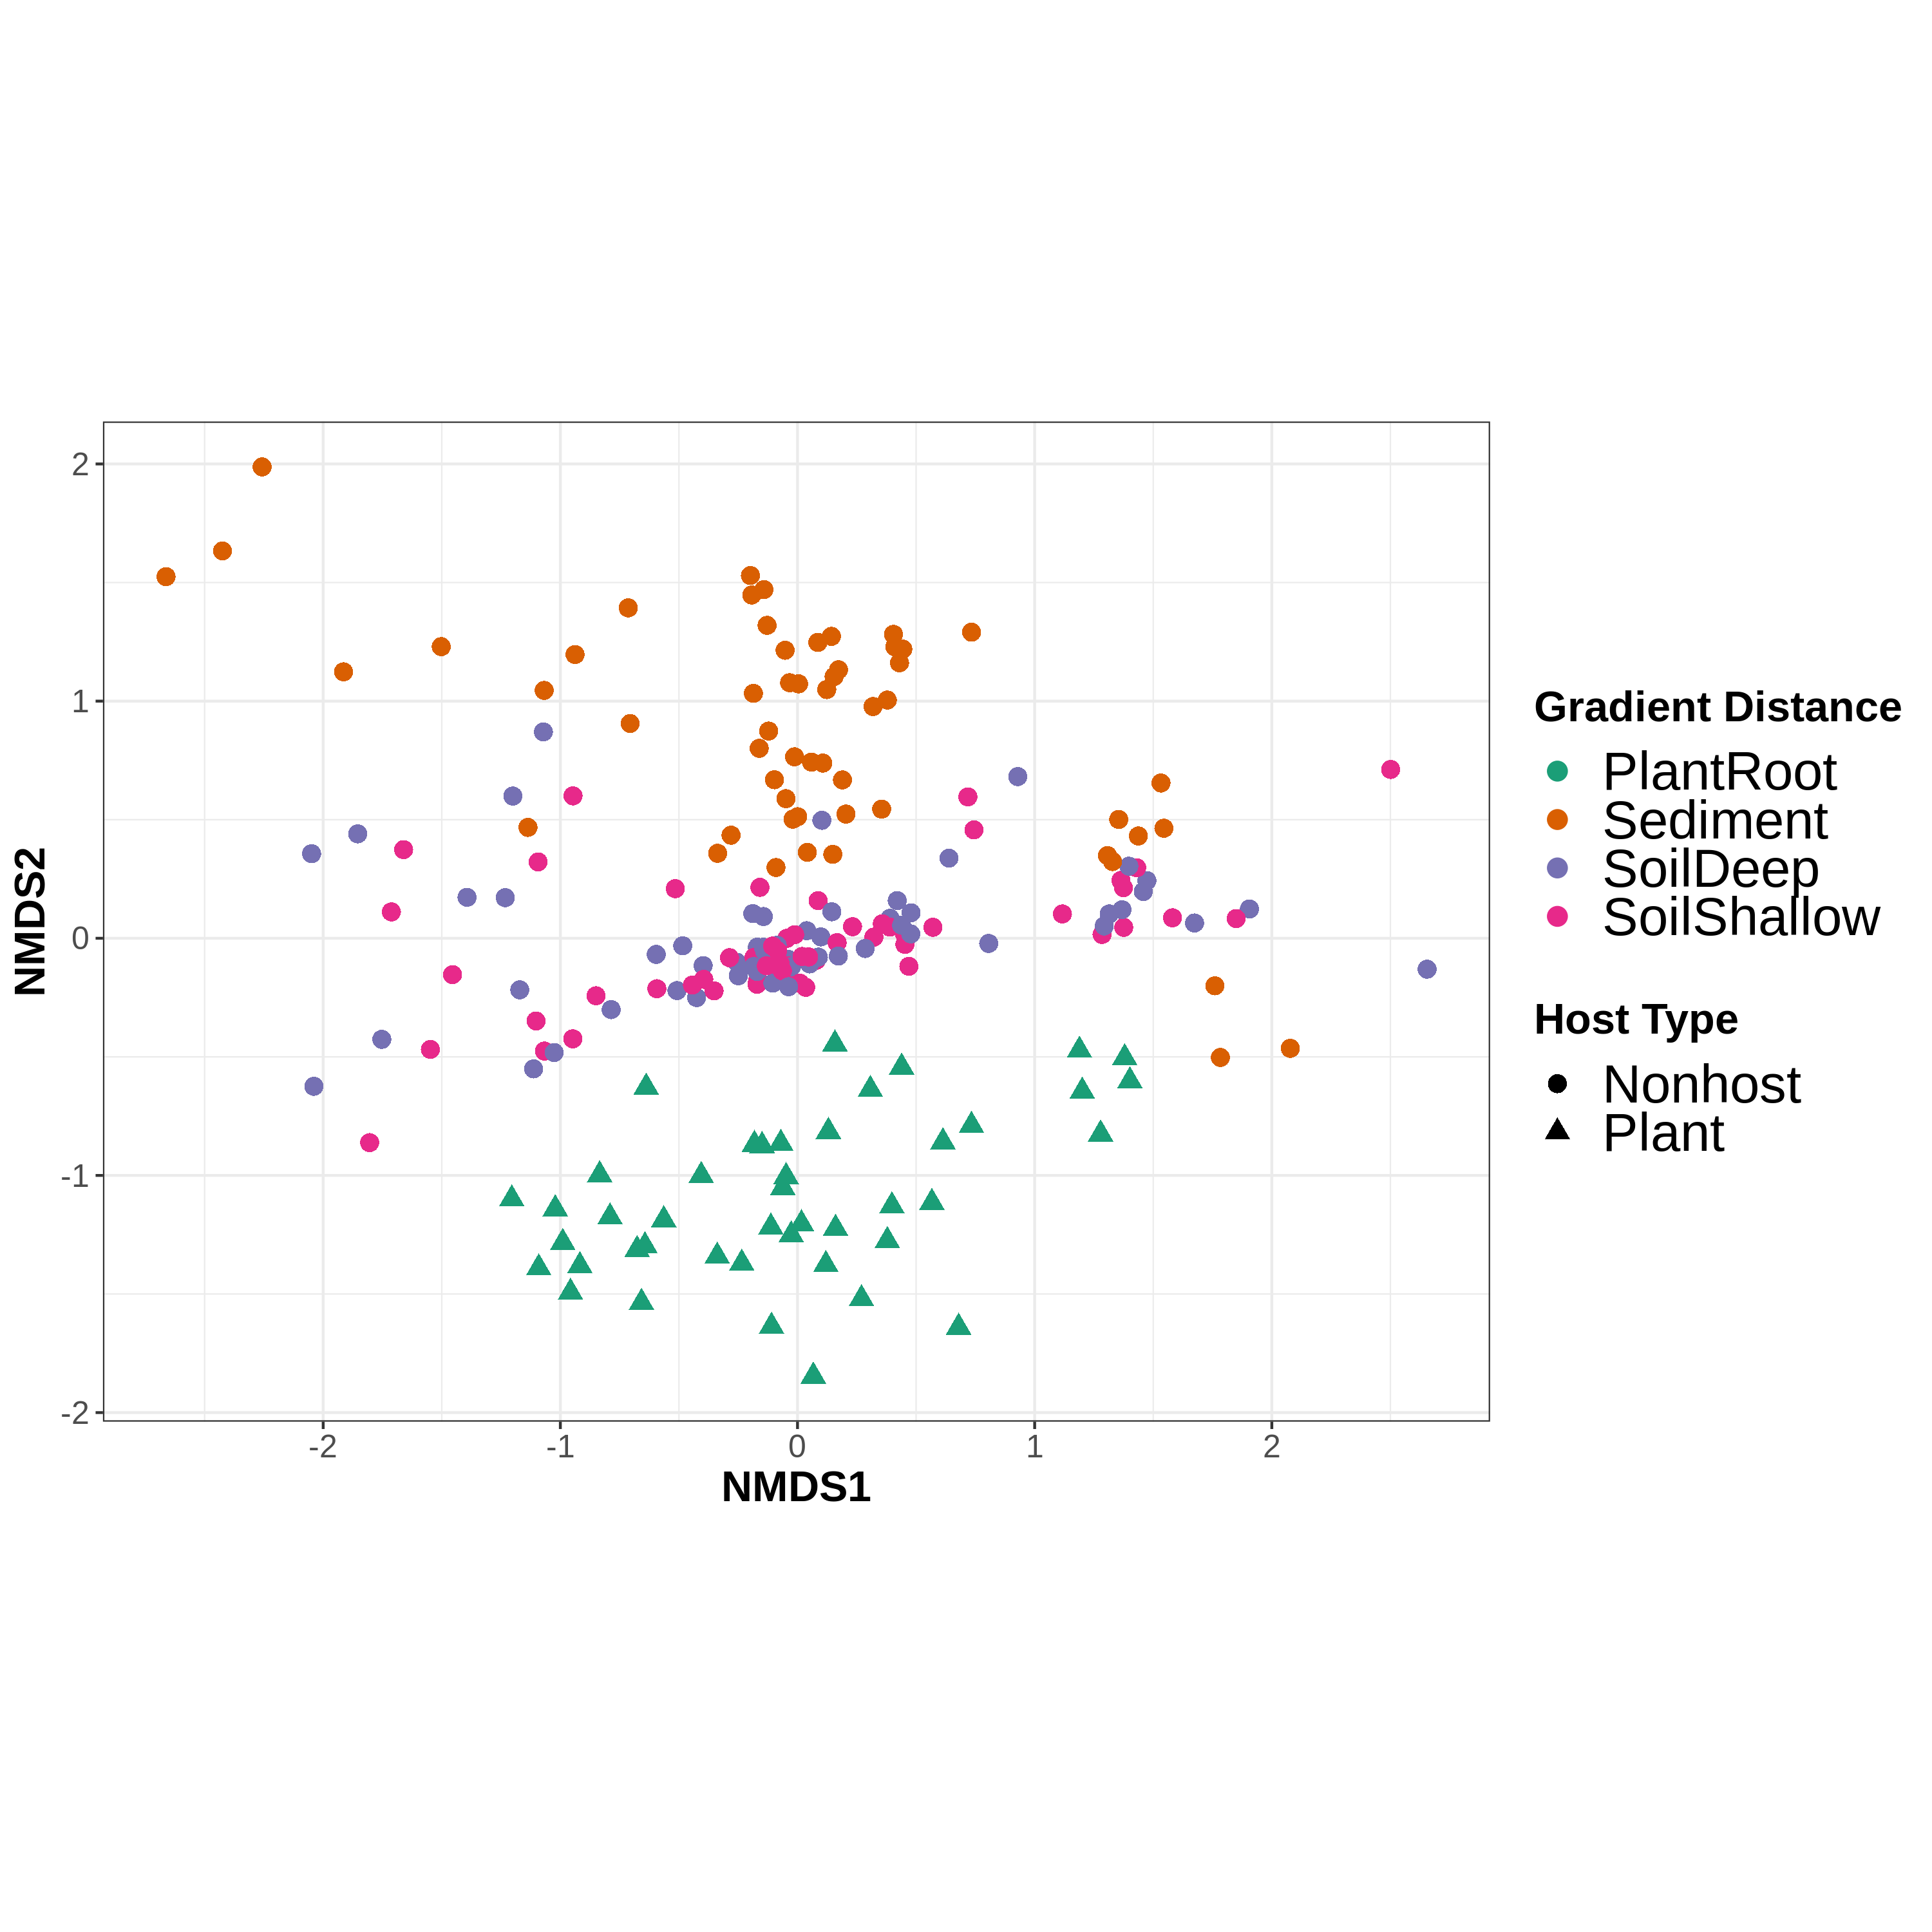 NMDS2
2
1
0
-1
-2
-2
-1
0
1
2
NMDS1
Gradient Distance
PlantRoot
Sediment
SoilDeep
SoilShallow
Host Type
Nonhost
Plant